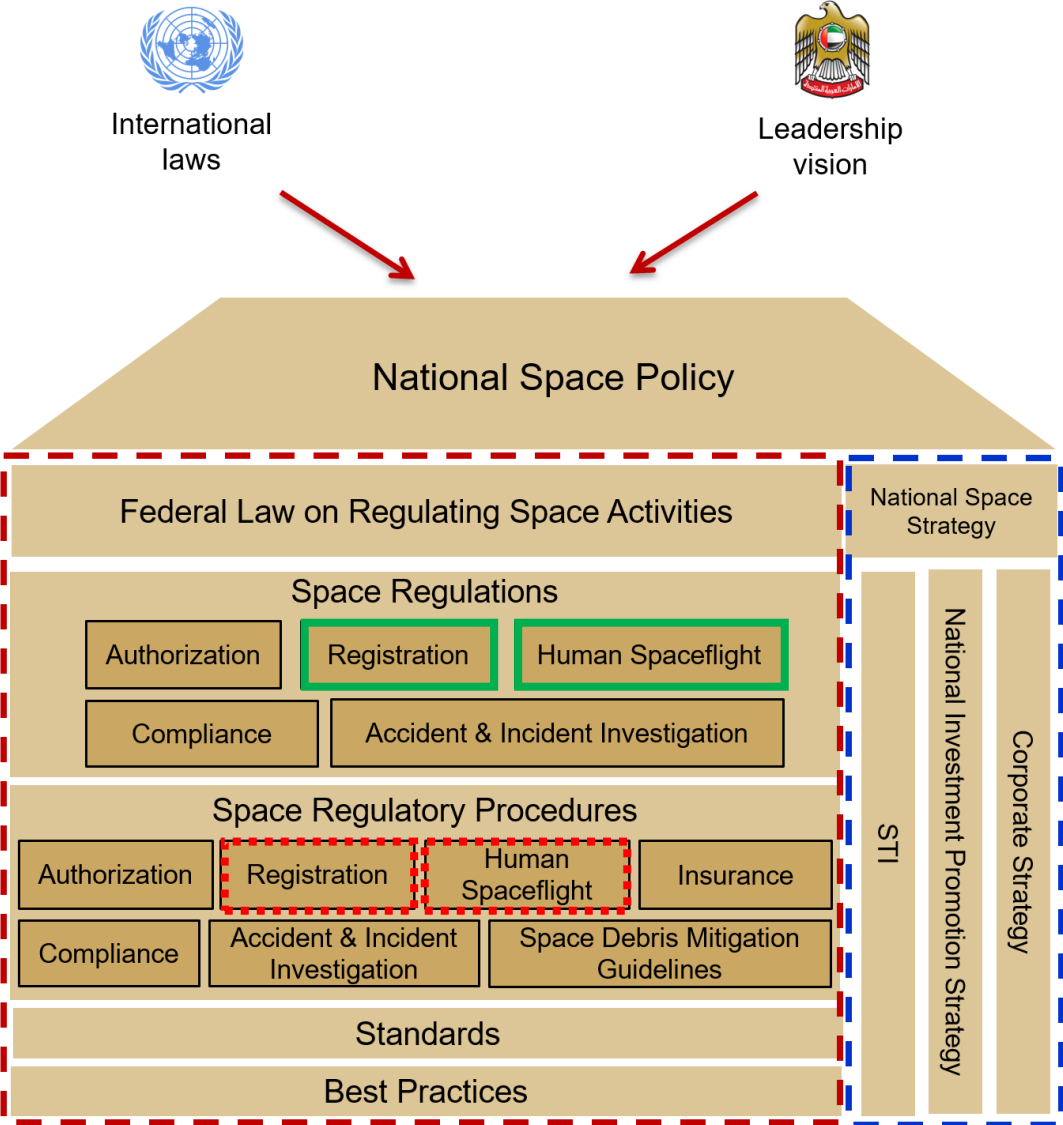 International
laws
Leadership
vision
National Space Policy
Federal Law on Regulating Space Activities
Space Regulations
Authorization
Registration
Human Spaceflight
Compliance
Accident & Incident Investigation
Space Regulatory Procedures
Authorization
Registration
Human
Spaceflight
Insurance
Compliance
Accident & Incident
Investigation
Space Debris Mitigation
Guidelines
Standards
Best Practices
National Space
Strategy
STI
National Investment Promotion Strategy
Corporate Strategy